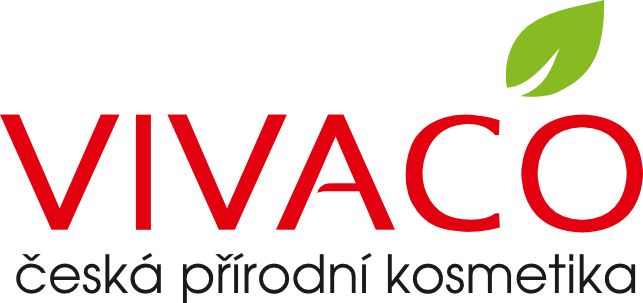 VIVACO
česká přírodní kosmetika